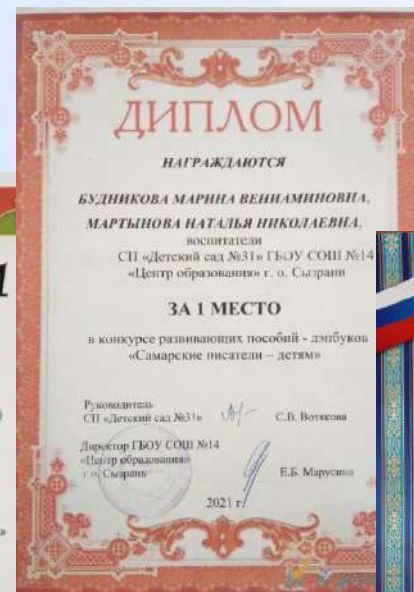 ДИПЛОМ
НАГРАЖДАЮТСЯ
БУДНИКОВА МАРИНА ВЕНИАМИНОВНА,
МАРТЫНОВА НАТАЛЬЯ НИКОЛАЕВНА,
воспитатели
СП «Детский сад №31» ГБОУ СОШ №14
«Центр образования» г. о. Сызрани
ЗА 1 МЕСТО
в конкурсе развивающих пособий - лэпбуков
«Самарские писатели – детям»
Руководитель
СП «Детский сад №31» С.В. Вотякова
Директор ГБОУ СОШ №14
«Центр образования»
г.о. Сызрань Е.Б. Марусина
2021 г.